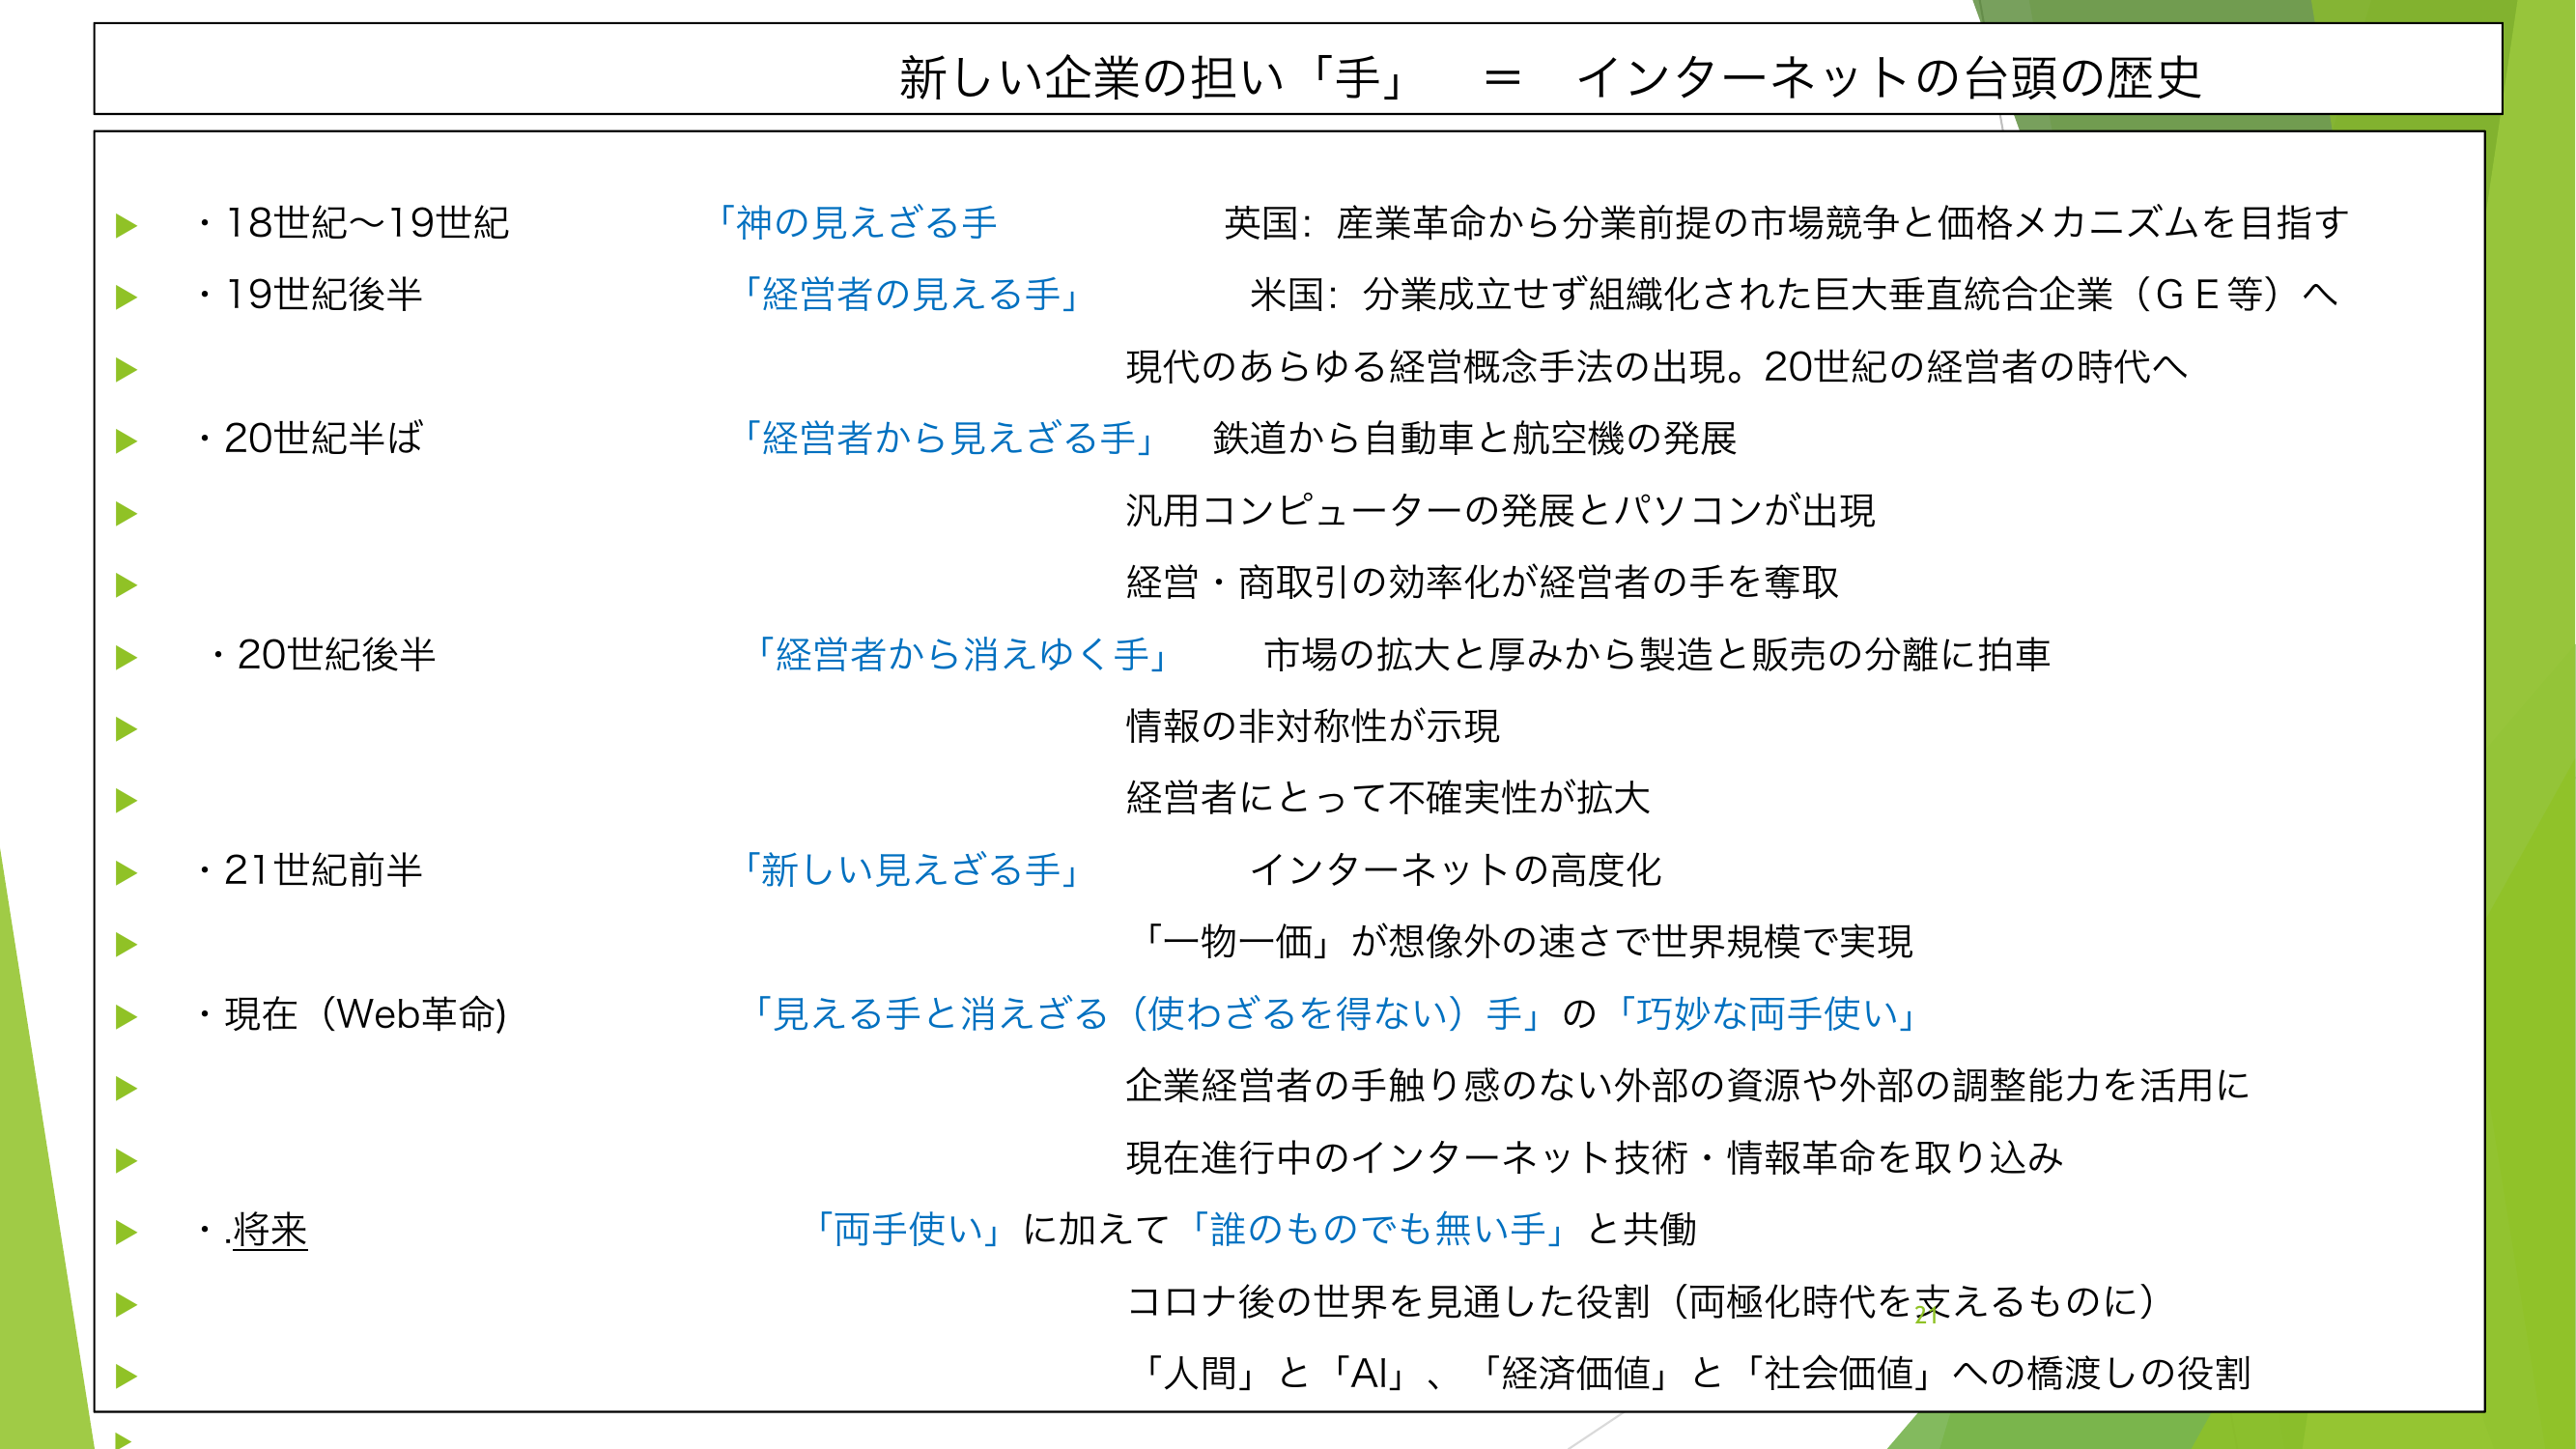 新しい企業の担い「手」　＝　インターネットの台頭の歴史
・18世紀～19世紀　「神の見えざる手　英国：産業革命から分業前提の市場競争と価格メカニズムを目指す
・19世紀後半　「経営者の見える手」　米国：分業成立せず組織化された巨大垂直統合企業（ＧＥ等）へ
現代のあらゆる経営概念手法の出現。20世紀の経営者の時代へ
・20世紀半ば　「経営者から見えざる手」　鉄道から自動車と航空機の発展
汎用コンピューターの発展とパソコンが出現
経営・商取引の効率化が経営者の手を奪取
・20世紀後半　「経営者から消えゆく手」　市場の拡大と厚みから製造と販売の分離に拍車
情報の非対称性が示現
経営者にとって不確実性が拡大
・21世紀前半　「新しい見えざる手」　インターネットの高度化
「一物一価」が想像外の速さで世界規模で実現
・現在（Web革命)　「見える手と消えざる（使わざるを得ない）手」の「巧妙な両手使い」
企業経営者の手触り感のない外部の資源や外部の調整能力を活用に
現在進行中のインターネット技術・情報革命を取り込み
・.将来　「両手使い」に加えて「誰のものでも無い手」と共働
コロナ後の世界を見通した役割（両極化時代を支えるものに）
21
「人間」と「AI」、「経済価値」と「社会価値」への橋渡しの役割